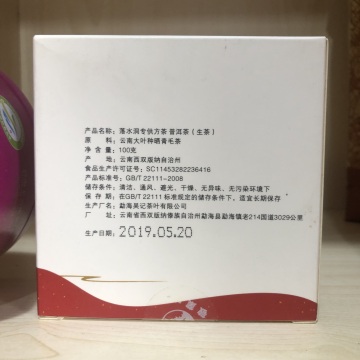 产品名称：落水洞专供方茶 普洱茶（生茶）
原　　料：云南大叶种晒青毛茶
净 含 量：100克
产　　地：云南西双版纳自治州
食品生产许可证号：SC11453282236416
产品标准号：GB/T 22111-2008
储存条件：清洁、通风、避光、干燥、无异味、无污染环境下
保 质 期：在GB/T 22111 标准规定的储存条件下，适宜长期保存
生 产 商：勐海昊记茶叶有限公司
厂　　址：云南省西双版纳傣族自治州勐海县勐海镇老214国道3029公里
生产日期：2019.05.20